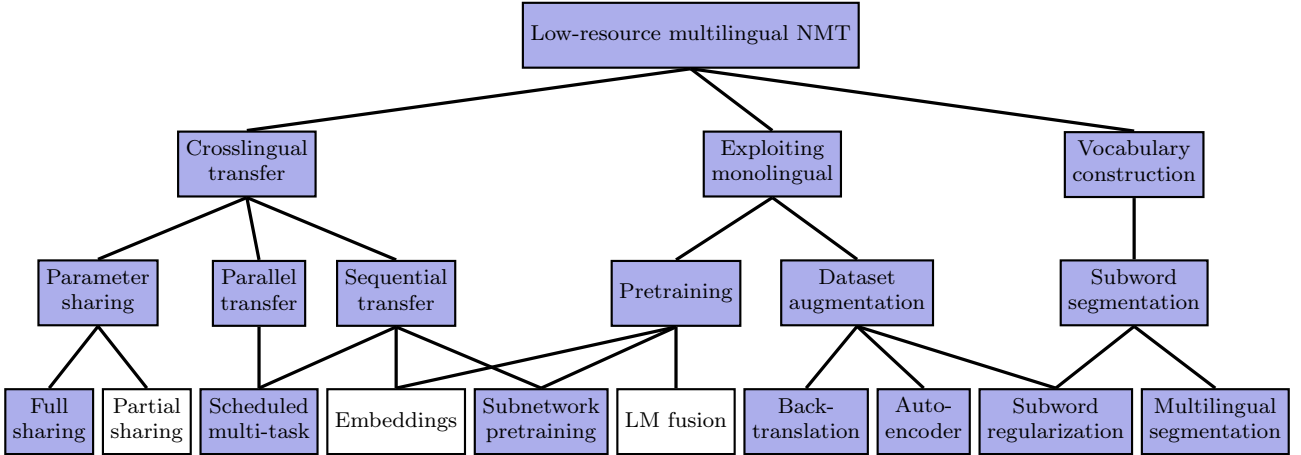 Low-resource multilingual NMT
Crosslingual
transfer
Exploiting
monolingual
Vocabulary
construction
Parameter
sharing
Parallel
transfer
Sequential
transfer
Pretraining
Dataset
augmentation
Subword
segmentation
Full
sharing
Partial
sharing
Scheduled
multi-task
Embeddings
Subnetwork
pretraining
LM fusion
Back-
translation
Auto-
encoder
Subword
regularization
Multilingual
segmentation